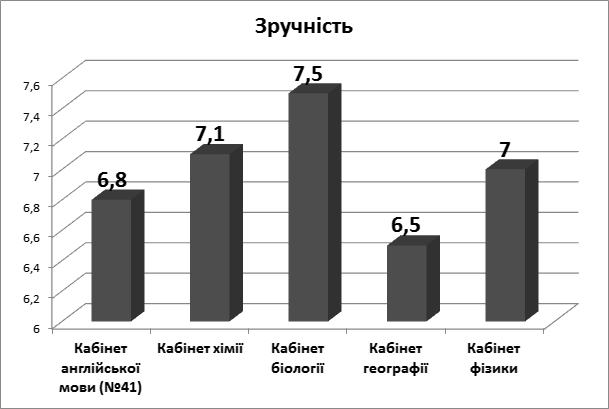 Зручність
7,6
7,4
7,2
7
6,8
6,6
6,4
6,2
6
6,8
7,1
7,5
6,5
7
Кабінет
англійської
мови (№41)
Кабінет хімії
Кабінет
біології
Кабінет
географії
Кабінет
фізики